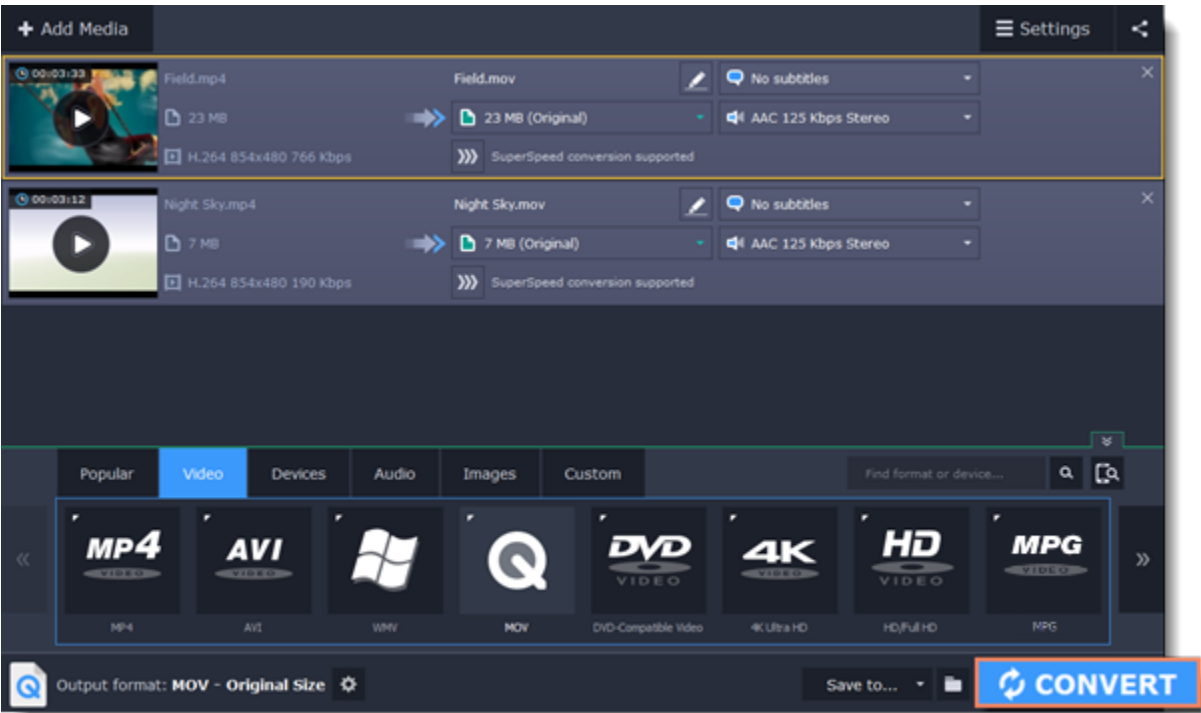 Add Media
Settings
00:03:33
Field.mp4
Field.mov
No subtitles
23 MB
23 MB (Original)
AAC 125 Kbps Stereo
H.264 854x480 766 Kbps
SuperSpeed conversion supported
00:03:12
Night Sky.mp4
Night Sky.mov
No subtitles
7 MB
7 MB (Original)
AAC 125 Kbps Stereo
H.264 854x480 190 Kbps
SuperSpeed conversion supported
Popular Video Devices Audio Images Custom
Find format or device...
MP4 VIDEO
AVI VIDEO
DVD VIDEO
4K VIDEO
HD VIDEO
MPG VIDEO
MP4
AVI
WMV
MOV
DVD-Compatible Video
4K Ultra HD
HD/Full HD
MPG
Output format: MOV - Original Size
Save to...
CONVERT